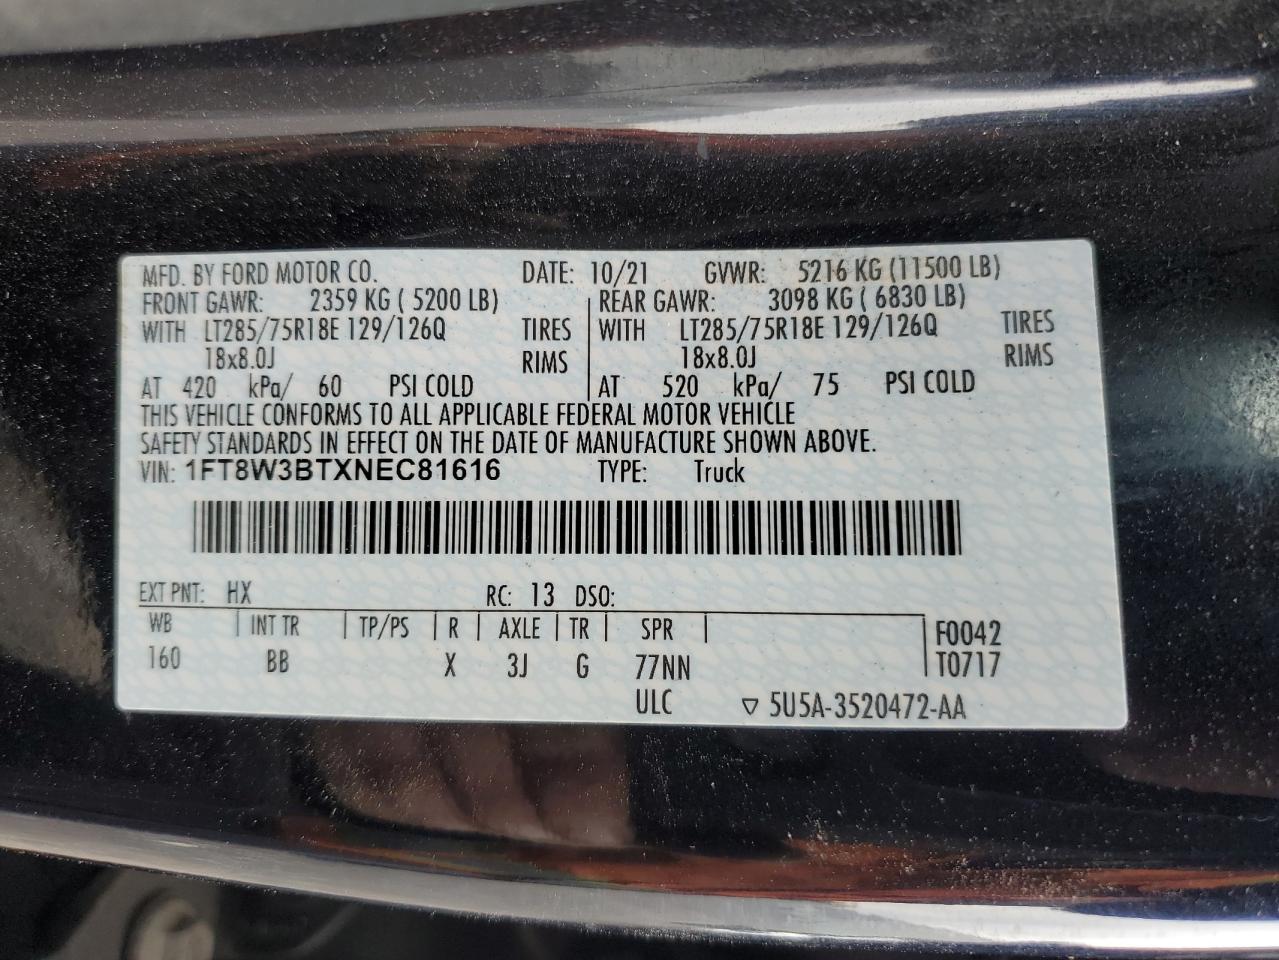 MFD. BY FORD MOTOR CO. DATE: 10/21 GVWR: 5216 KG (11500 LB)
FRONT GAWR: 2359 KG ( 5200 LB) REAR GAWR: 3098 KG ( 6830 LB)
WITH LT285/75R18E 129/126Q TIRES WITH LT285/75R18E 129/126Q TIRES
18x8.0J RIMS 18x8.0J RIMS
AT 420 kPa/ 60 PSI COLD AT 520 kPa/ 75 PSI COLD
THIS VEHICLE CONFORMS TO ALL APPLICABLE FEDERAL MOTOR VEHICLE
SAFETY STANDARDS IN EFFECT ON THE DATE OF MANUFACTURE SHOWN ABOVE.
VIN: 1FT8W3BTXNEC81616 TYPE: Truck
EXT PNT: HX RC: 13 DSO:
WB INT TR TP/PS R AXLE TR SPR F0042
160 BB X 3J G 77NN T0717
ULC ▽ 5U5A-3520472-AA